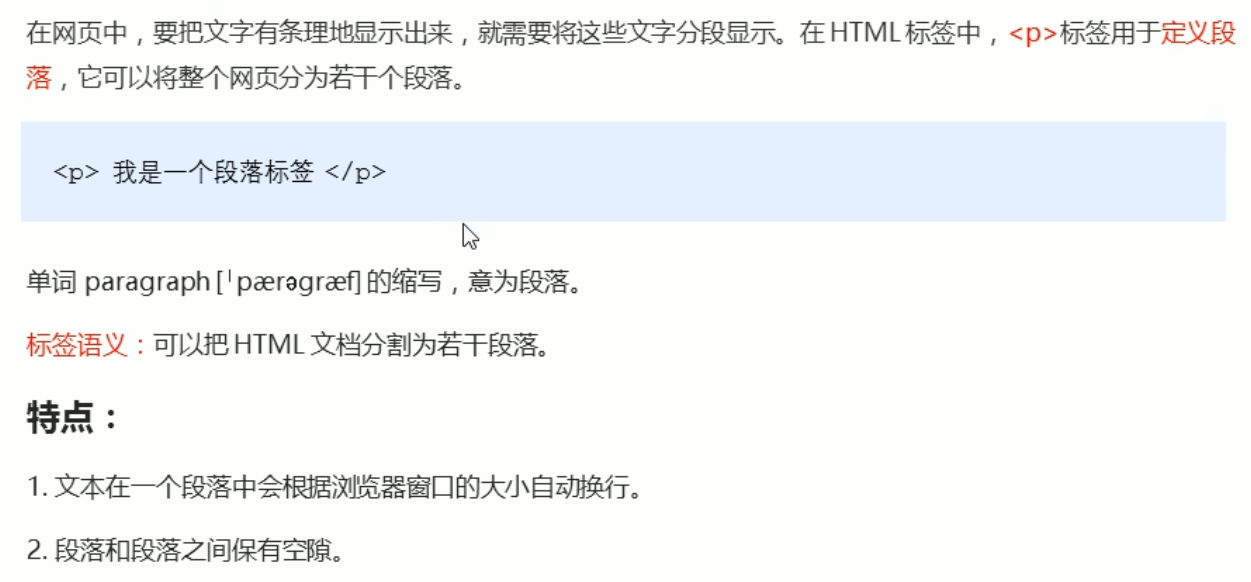 在网页中，要把文字有条理地显示出来，就需要将这些文字分段显示。在 HTML 标签中，<p>标签用于定义段
落，它可以将整个网页分为若干个段落。
<p> 我是一个段落标签 </p>
单词 paragraph [ˈpærəgræf] 的缩写，意为段落。
标签语义：可以把 HTML 文档分割为若干段落。
特点：
1. 文本在一个段落中会根据浏览器窗口的大小自动换行。
2. 段落和段落之间保有空隙。